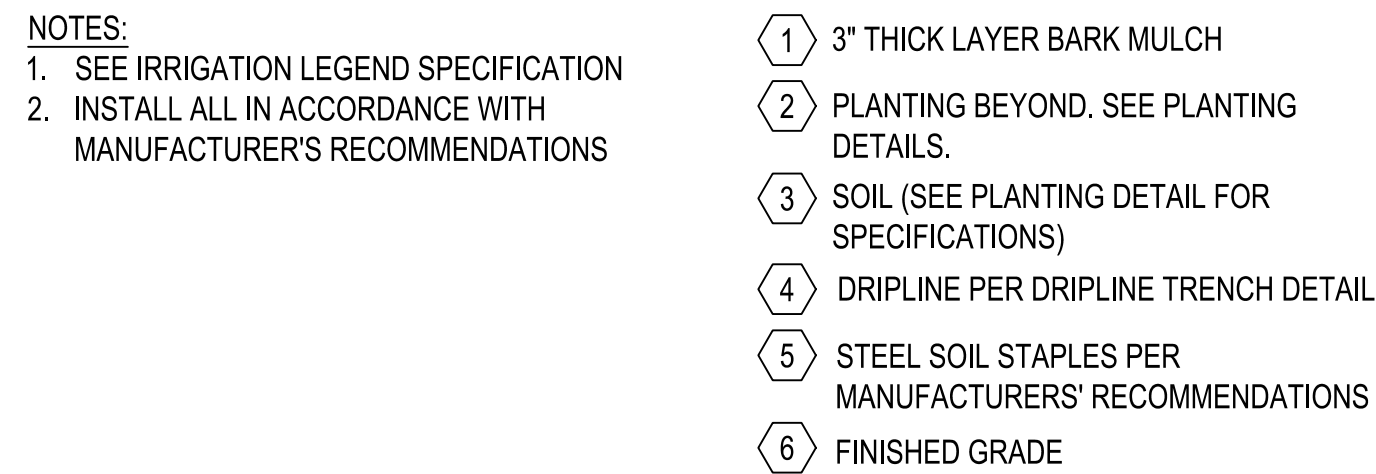 NOTES:
1. SEE IRRIGATION LEGEND SPECIFICATION
2. INSTALL ALL IN ACCORDANCE WITH
MANUFACTURER'S RECOMMENDATIONS
1 3" THICK LAYER BARK MULCH
2 PLANTING BEYOND. SEE PLANTING
DETAILS.
3 SOIL (SEE PLANTING DETAIL FOR
SPECIFICATIONS)
4 DRIPLINE PER DRIPLINE TRENCH DETAIL
5 STEEL SOIL STAPLES PER
MANUFACTURERS' RECOMMENDATIONS
6 FINISHED GRADE